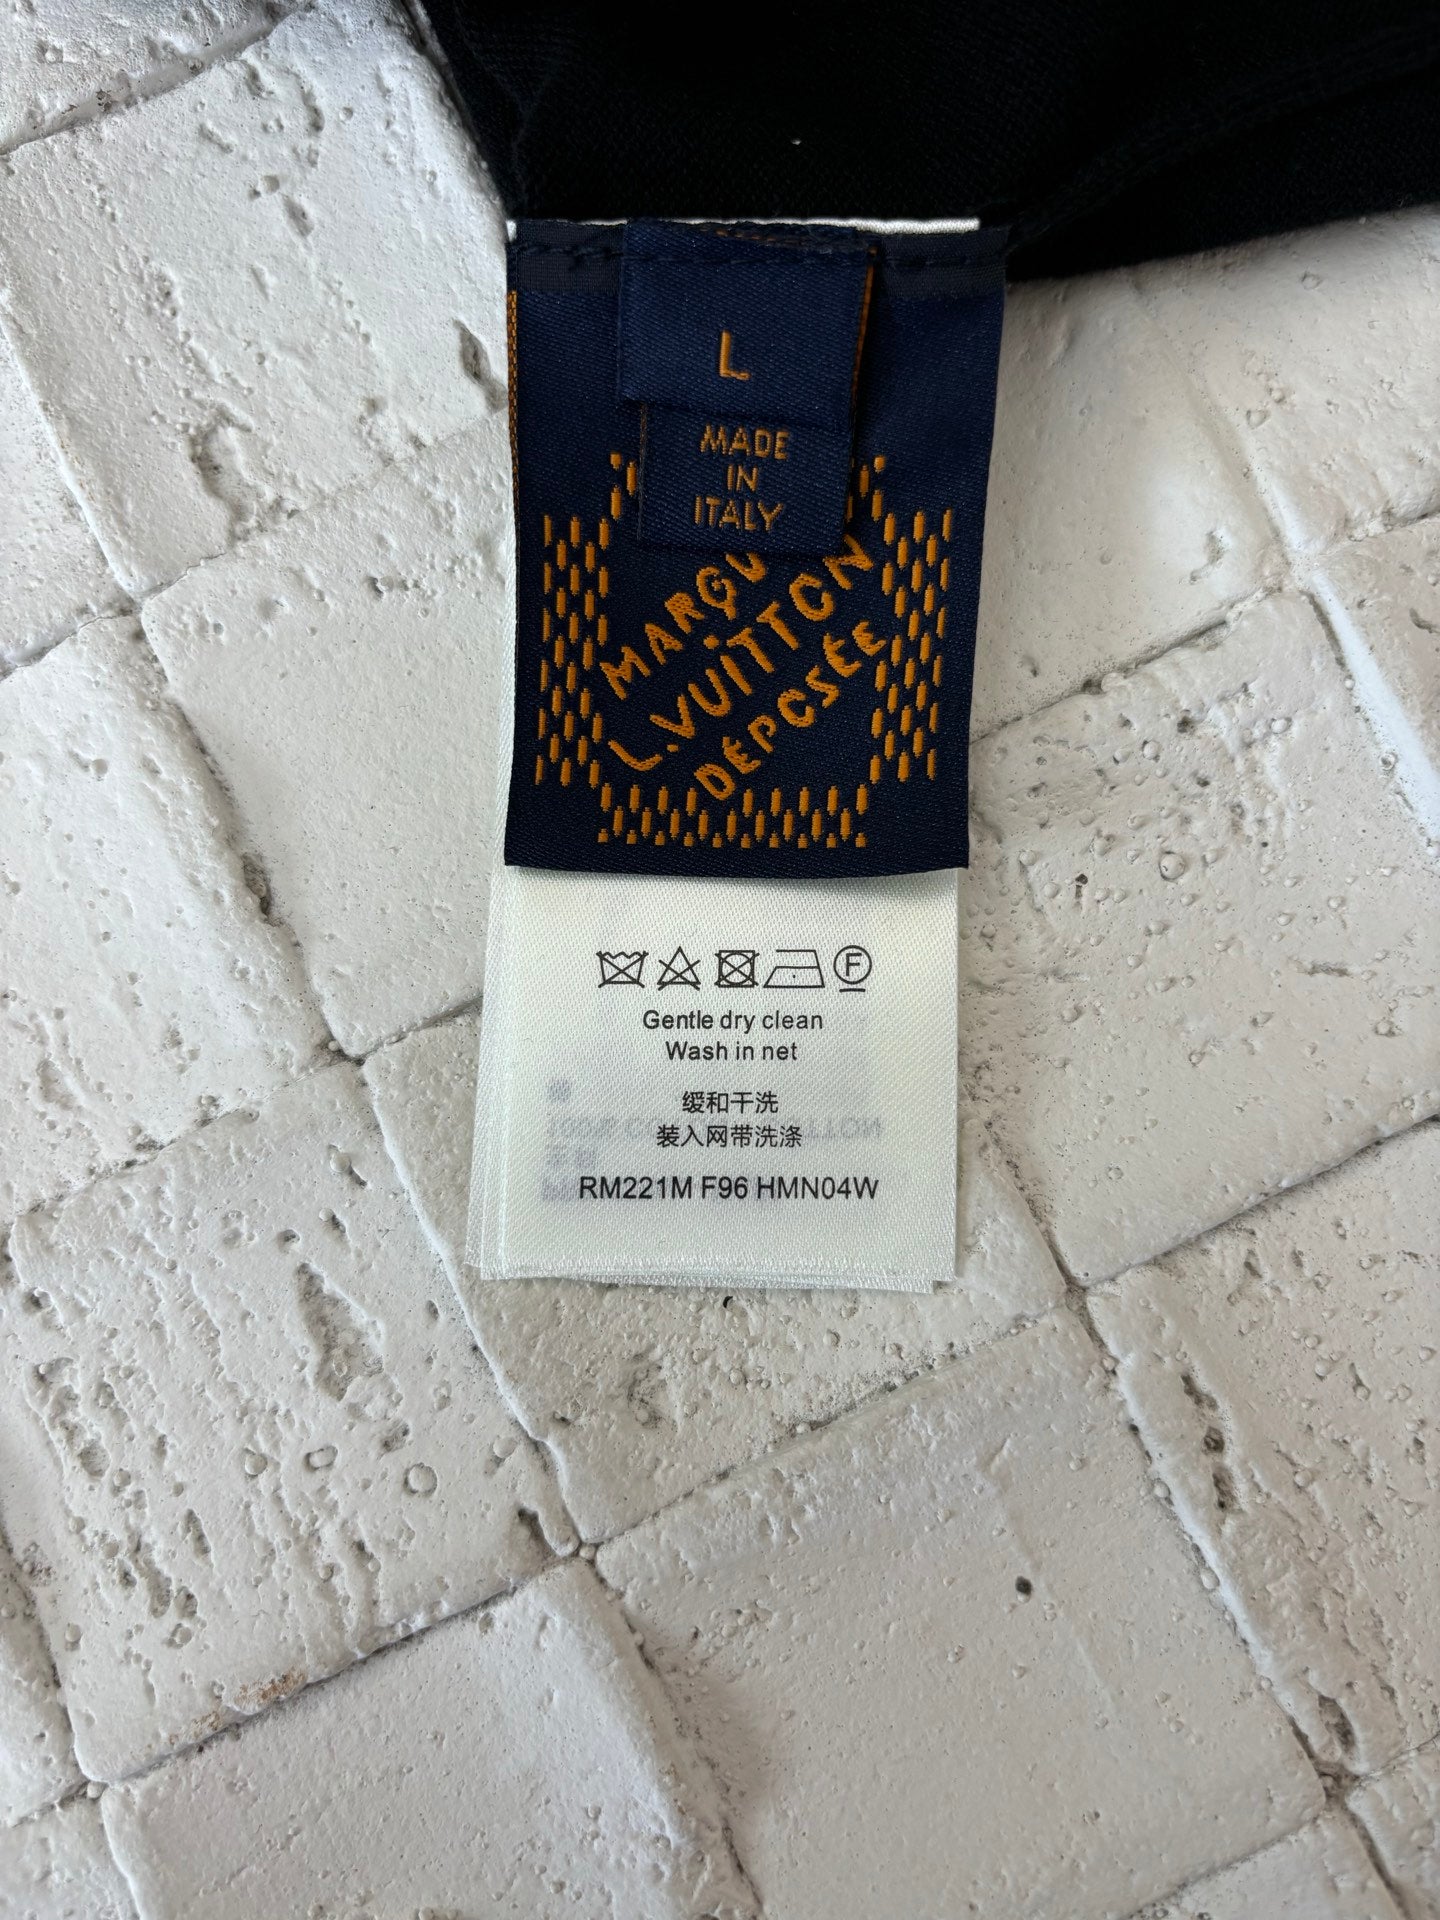 L
MADE
IN
ITALY
MARQU
L.VUITTON
DÉPOSÉE
F
Gentle dry clean
Wash in net
缓和干洗
装入网带洗涤
RM221M F96 HMN04W